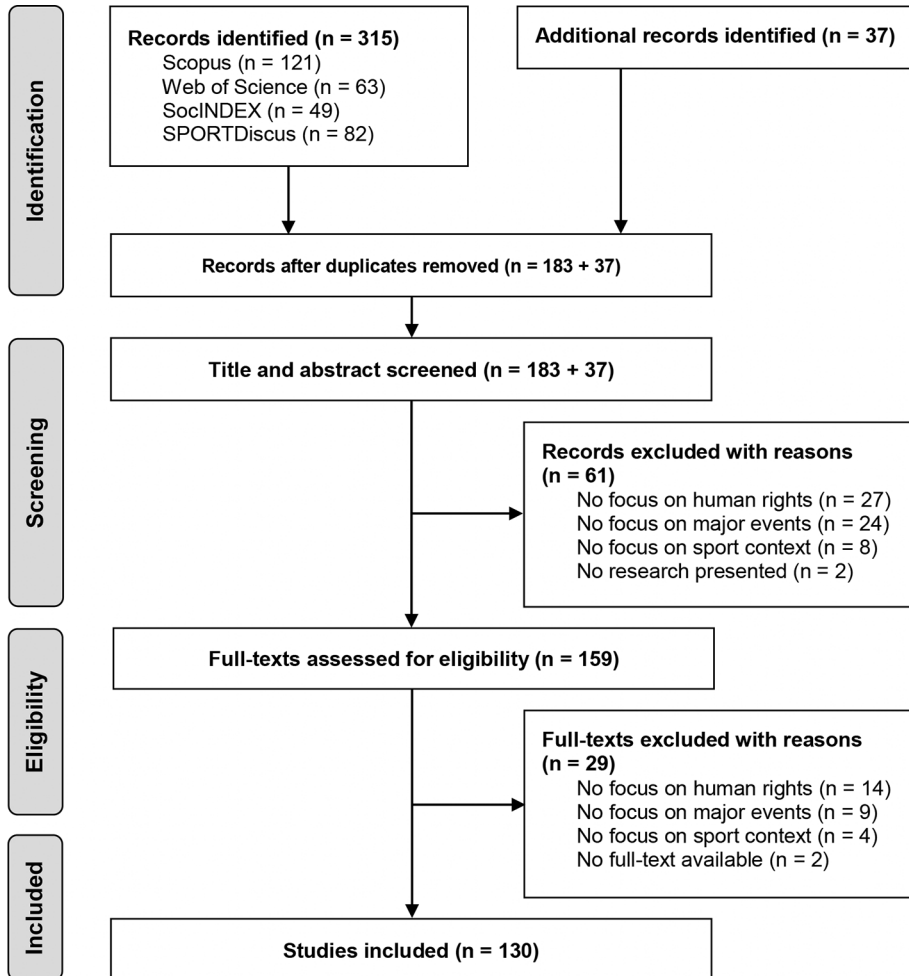 Identification
Records identified (n = 315)
Scopus (n = 121)
Web of Science (n = 63)
SocINDEX (n = 49)
SPORTDiscus (n = 82)
Additional records identified (n = 37)
Records after duplicates removed (n = 183 + 37)
Screening
Title and abstract screened (n = 183 + 37)
Records excluded with reasons
(n = 61)
No focus on human rights (n = 27)
No focus on major events (n = 24)
No focus on sport context (n = 8)
No research presented (n = 2)
Eligibility
Full-texts assessed for eligibility (n = 159)
Full-texts excluded with reasons
(n = 29)
No focus on human rights (n = 14)
No focus on major events (n = 9)
No focus on sport context (n = 4)
No full-text available (n = 2)
Included
Studies included (n = 130)